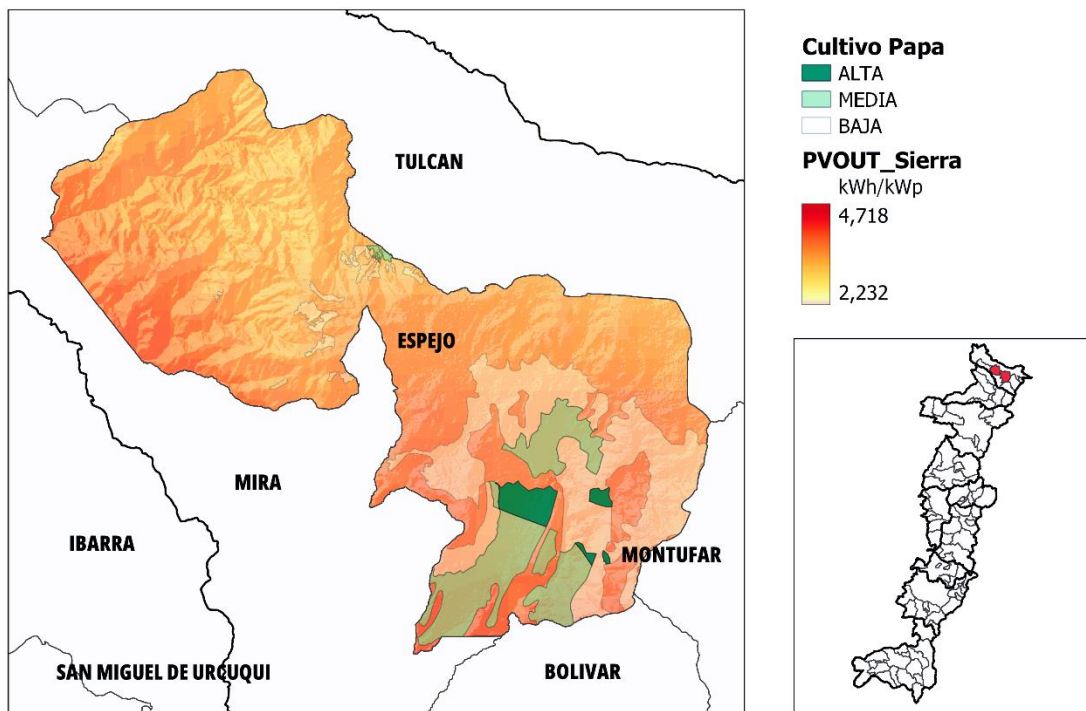 TULCAN
ESPEJO
MIRA
IBARRA
MONTUFAR
SAN MIGUEL DE URCUQUI
BOLIVAR
Cultivo Papa
ALTA
MEDIA
BAJA
PVOUT_Sierra
kWh/kWp
4,718
2,232